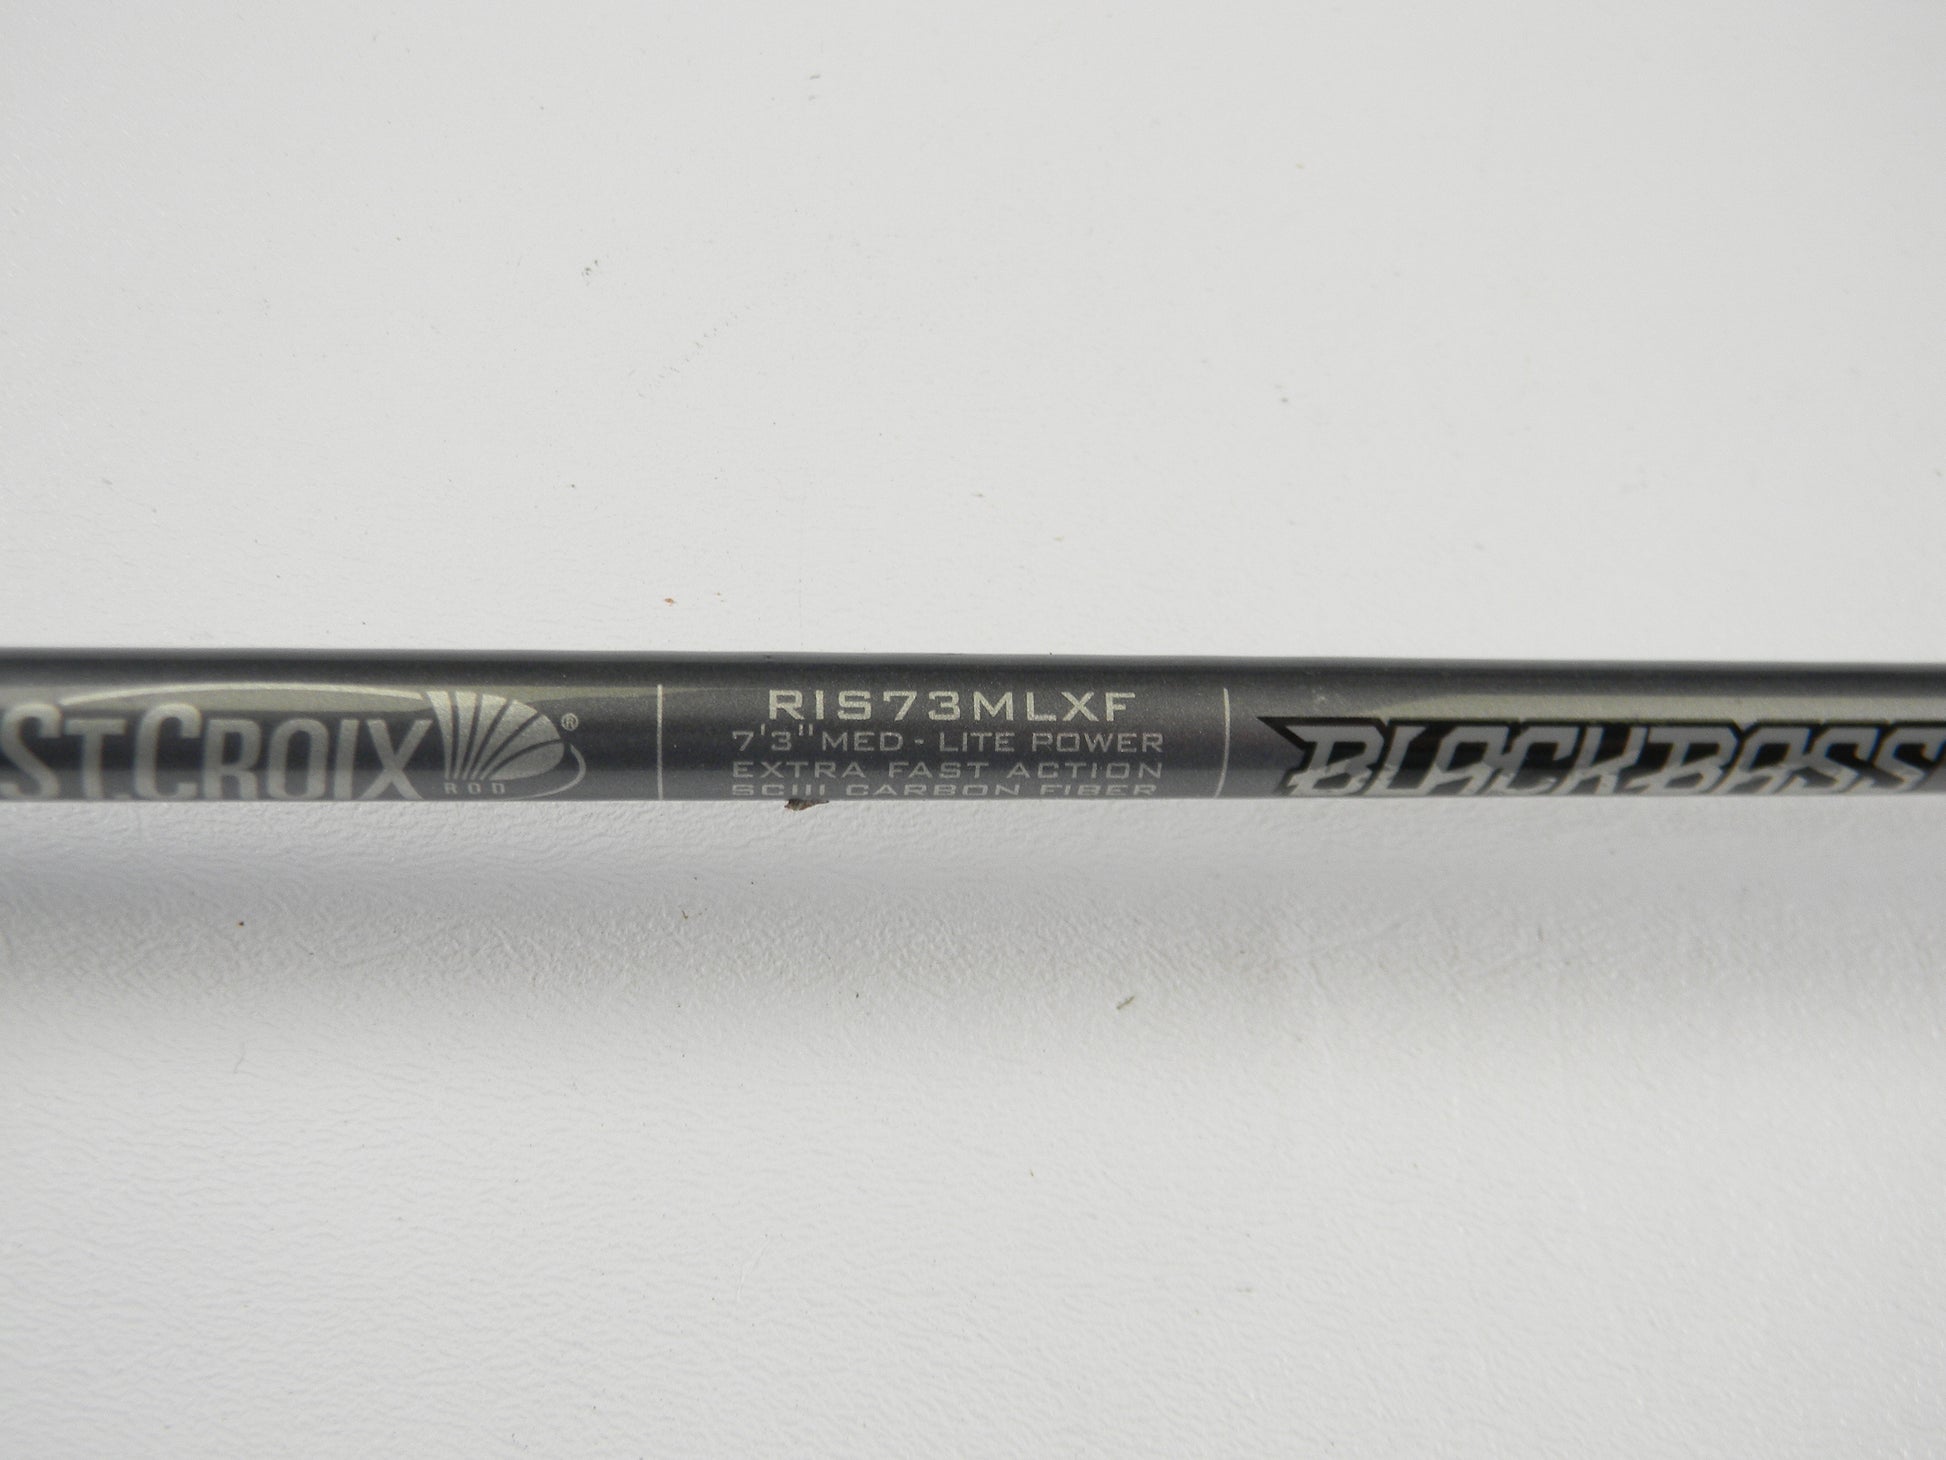 ST.CROIX ®
ROD
RIS73MLXF
7'3" MED - LITE POWER
EXTRA FAST ACTION
SCIII CARBON FIBER
BLACKBASS